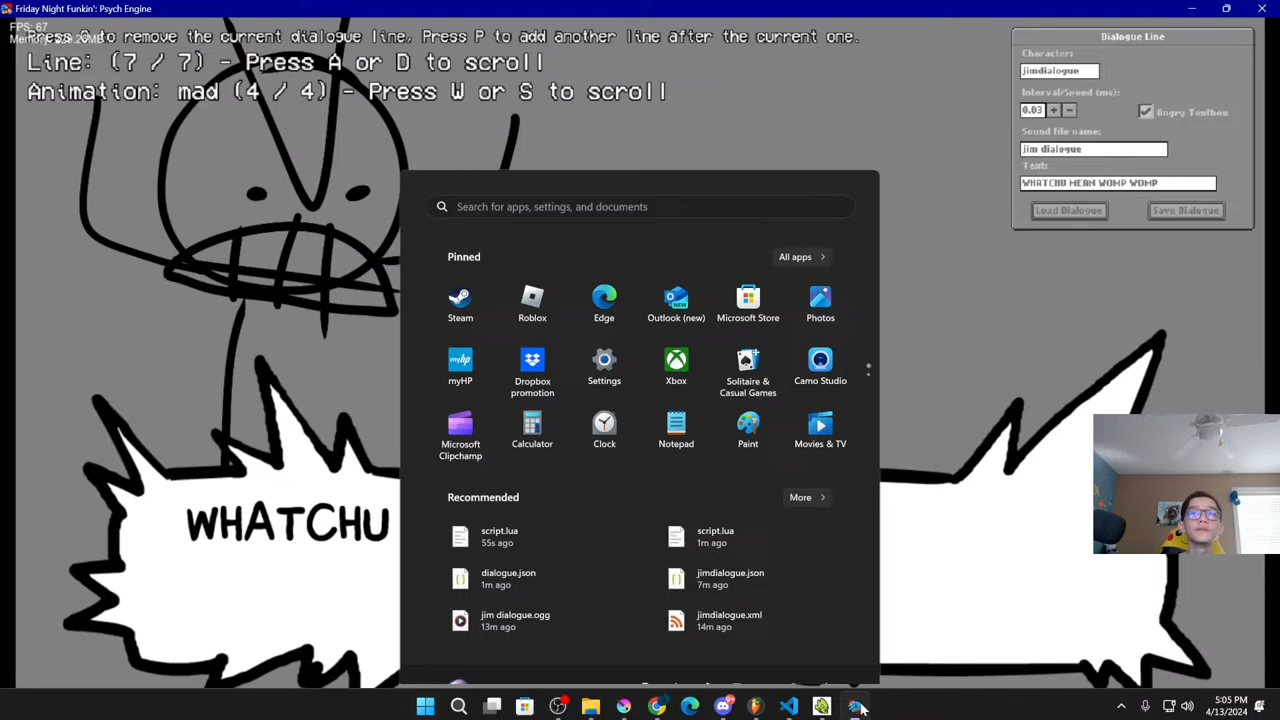 Friday Night Funkin': Psych Engine
FPS: 67
Press O to remove the current dialogue line, Press P to add another line after the current one.
Line: (7 / 7) - Press A or D to scroll
Animation: mad (4 / 4) - Press W or S to scroll
Dialogue Line
Character:
jimdialogue
Interval/Speed (ms):
0.03 + -
Angry Textbox
Sound file name:
jim dialogue
Text:
WHATCHU MEAN WOMP WOMP
Load Dialogue Save Dialogue
Search for apps, settings, and documents
Pinned All apps
Steam Roblox Edge Outlook (new) Microsoft Store Photos
myHP Dropbox promotion Settings Xbox Solitaire & Casual Games Camo Studio
Microsoft Clipchamp Calculator Clock Notepad Paint Movies & TV
Recommended More
script.lua
55s ago
script.lua
1m ago
dialogue.json
1m ago
jimdialogue.json
7m ago
jim dialogue.ogg
13m ago
jimdialogue.xml
14m ago
WHATCHU
5:05 PM
4/13/2024